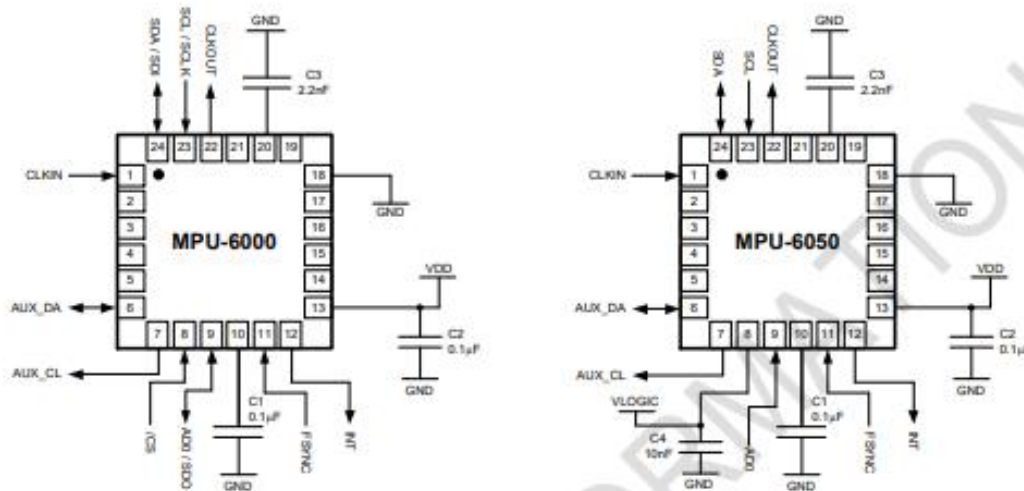 GND
SDA / SDI
SCL / SCLK
CLKOUT
C3
2.2nF
24 23 22 21 20 19
CLKIN
1
2
3
4
5
6
18
17
16
15
14
13
MPU-6000
GND
VDD
AUX_DA
7 8 9 10 11 12
C2
0.1µF
AUX_CL
GND
C1
0.1µF
/CS
AD0 / SDO
FSYNC
INT
GND
GND
SDA
SCL
CLKOUT
C3
2.2nF
24 23 22 21 20 19
CLKIN
1
2
3
4
5
6
18
17
16
15
14
13
MPU-6050
GND
VDD
AUX_DA
7 8 9 10 11 12
C2
0.1µ
AUX_CL
GND
VLOGIC
C1
0.1µF
C4
10nF
AD0
FSYNC
INT
GND
GND
RMATION